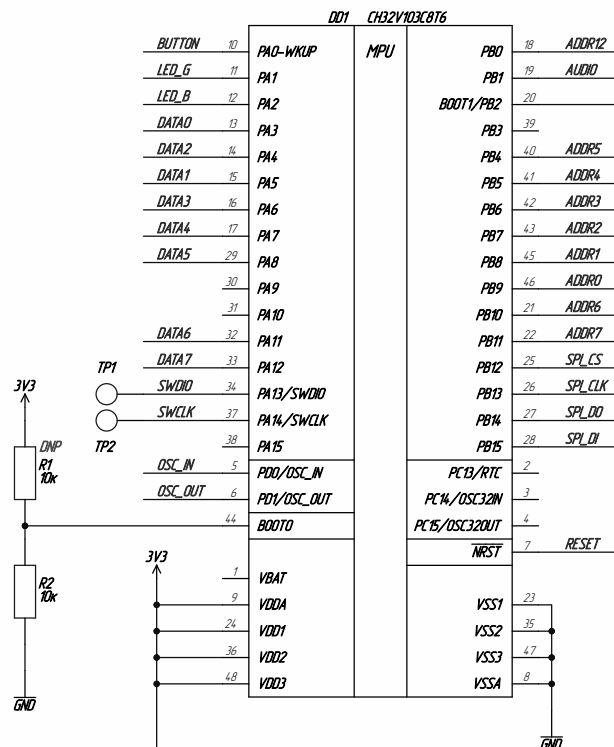 DD1 CH32V103C8T6
MPU
BUTTON 10 PA0-WKUP PB0 18 ADDR12
LED_G 11 PA1 PB1 19 AUDIO
LED_B 12 PA2 BOOT1/PB2 20
DATA0 13 PA3 PB3 39
DATA2 14 PA4 PB4 40 ADDR5
DATA1 15 PA5 PB5 41 ADDR4
DATA3 16 PA6 PB6 42 ADDR3
DATA4 17 PA7 PB7 43 ADDR2
DATA5 29 PA8 PB8 45 ADDR1
30 PA9 PB9 46 ADDR0
31 PA10 PB10 21 ADDR6
DATA6 32 PA11 PB11 22 ADDR7
DATA7 33 PA12 PB12 25 SPI_CS
TP1 SWDIO 34 PA13/SWDIO PB13 26 SPI_CLK
TP2 SWCLK 37 PA14/SWCLK PB14 27 SPI_DO
38 PA15 PB15 28 SPI_DI
OSC_IN 5 PD0/OSC_IN PC13/RTC 2
OSC_OUT 6 PD1/OSC_OUT PC14/OSC32IN 3
44 BOOT0 PC15/OSC32OUT 4
NRST 7 RESET
1 VBAT
9 VDDA VSS1 23
24 VDD1 VSS2 35
36 VDD2 VSS3 47
48 VDD3 VSSA 8
3V3
DNP
R1
10к
R2
10к
GND
3V3
GND